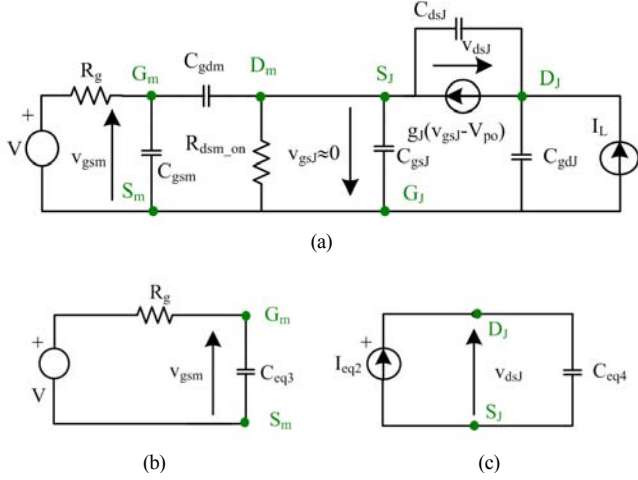 C_dsJ
v_dsJ
R_g
G_m
C_gdm
D_m
S_J
D_J
+
V
v_gsm
C_gsm
R_dsm_on
v_gsJ≈0
C_gsJ
g_J(v_gsJ-V_po)
C_gdJ
I_L
S_m
G_J
(a)
R_g
G_m
+
V
v_gsm
C_eq3
S_m
(b)
+
D_J
I_eq2
v_dsJ
C_eq4
S_J
(c)